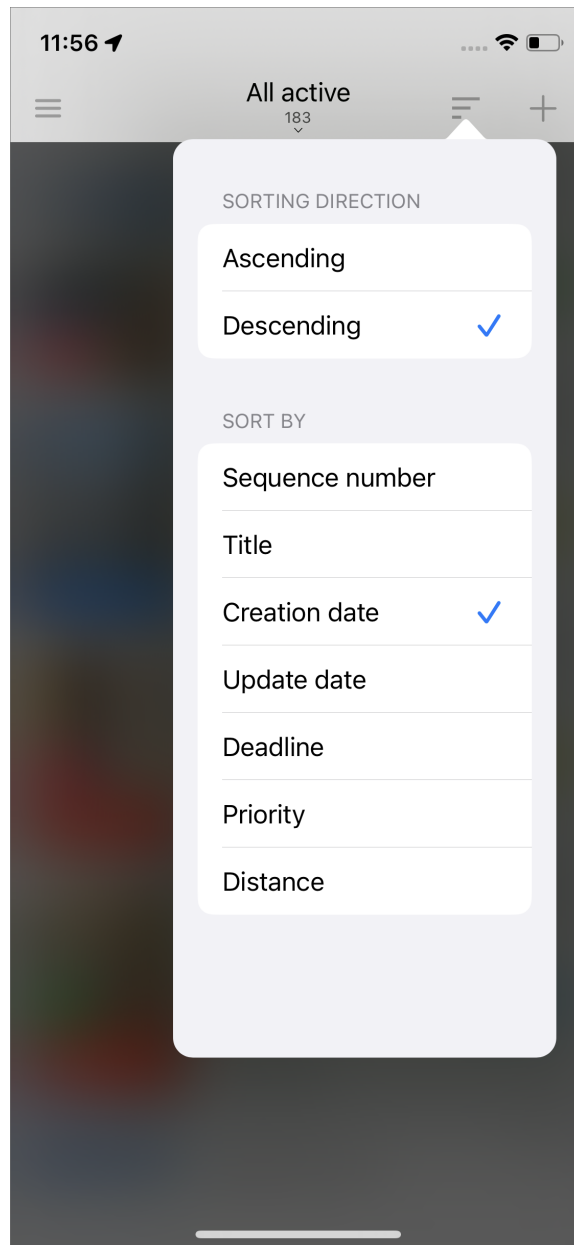 11:56
All active
183
SORTING DIRECTION
Ascending
Descending
SORT BY
Sequence number
Title
Creation date
Update date
Deadline
Priority
Distance